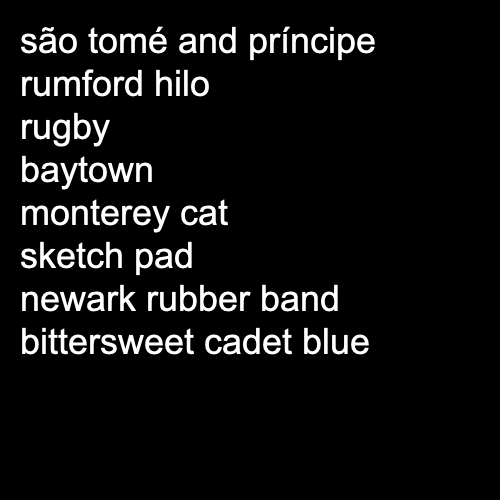 são tomé and príncipe
rumford hilo
rugby
baytown
monterey cat
sketch pad
newark rubber band
bittersweet cadet blue